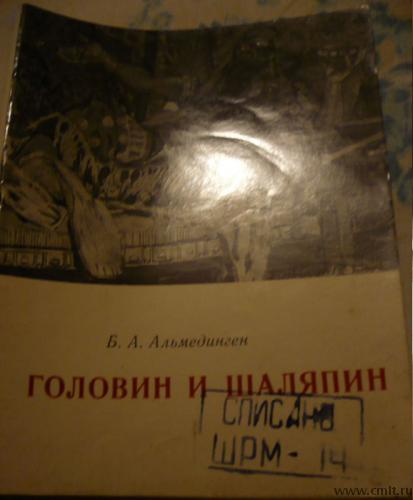 Б. А. Альмединген
ГОЛОВИН И ШАЛЯПИН
СПИСАНО
ШРМ - 14
www.cmlt.ru